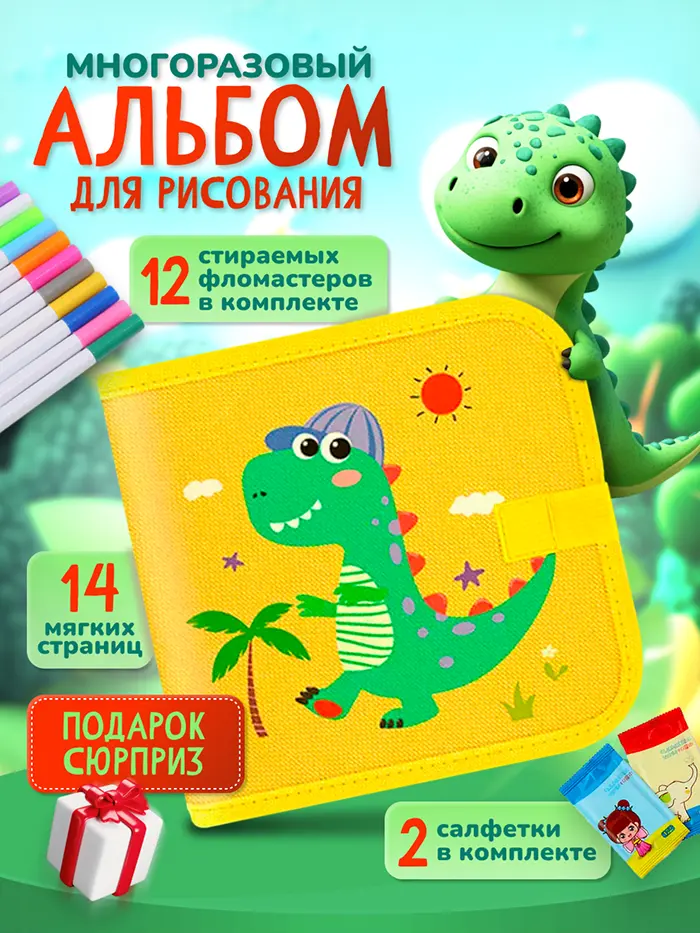 МНОГОРАЗОВЫЙ
АЛЬБОМ
ДЛЯ РИСОВАНИЯ
12 стираемых
фломастеров
в комплекте
14
мягких
страниц
ПОДАРОК
СЮРПРИЗ
2 салфетки
в комплекте